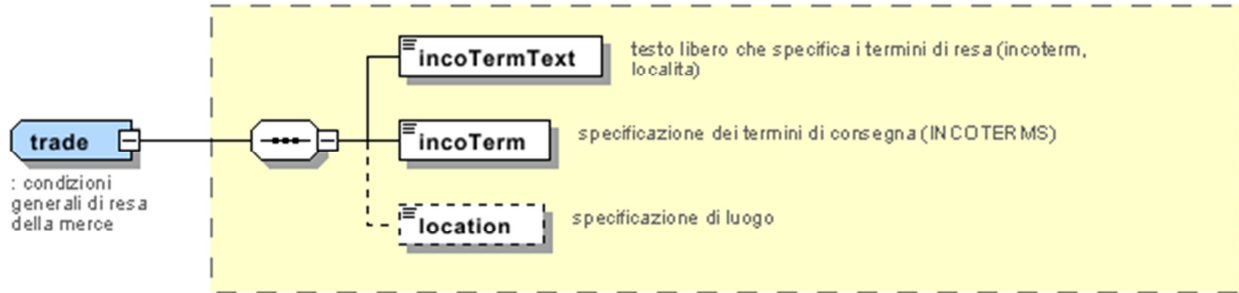 incoTermText
testo libero che specifica i termini di resa (incoterm,
localita)
trade
incoTerm
specificazione dei termini di consegna (INCOTERMS)
: condizioni
generali di resa
della merce
location
specificazione di luogo